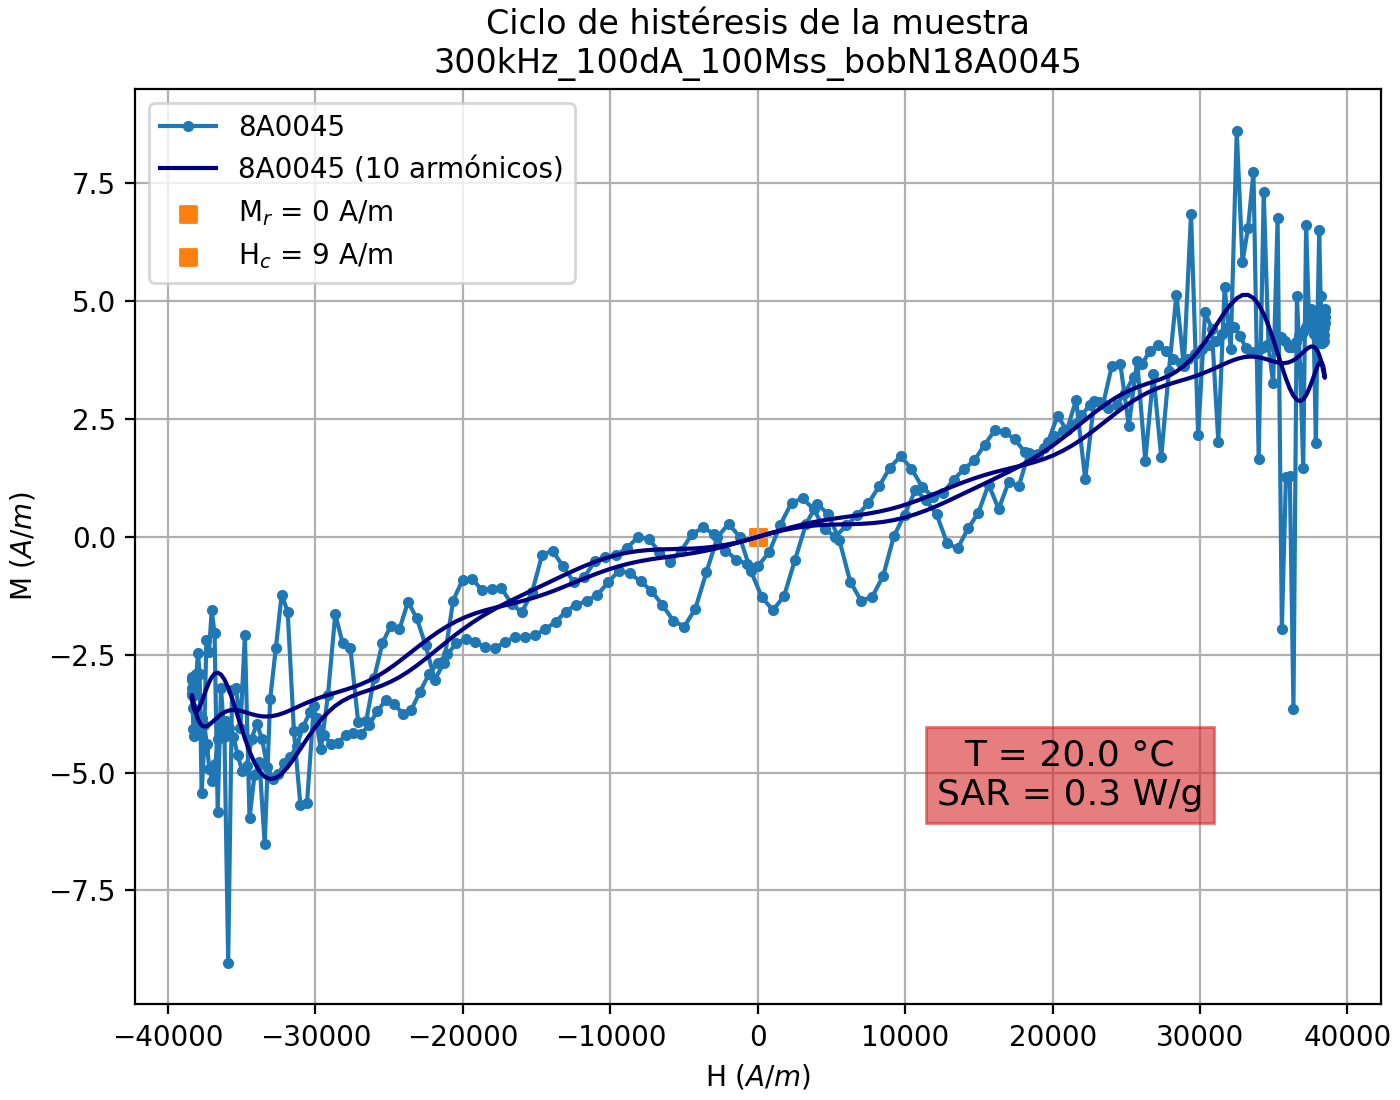 Ciclo de histéresis de la muestra
300kHz_100dA_100Mss_bobN18A0045
8A0045
8A0045 (10 armónicos)
Mᵣ = 0 A/m
H_c = 9 A/m
7.5
5.0
2.5
0.0
−2.5
−5.0
−7.5
M (A/m)
T = 20.0 °C
SAR = 0.3 W/g
−40000 −30000 −20000 −10000 0 10000 20000 30000 40000
H (A/m)